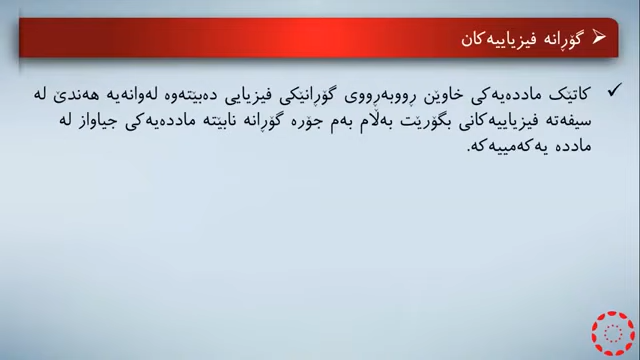 گۆڕانە فیزیاییەکان
کاتێک ماددەیەکی خاوێن ڕووبەڕووی گۆڕانێکی فیزیایی دەبێتەوە لەوانەیە هەندێ لە
سیفەتە فیزیاییەکانی بگۆرێت بەڵام بەم جۆرە گۆڕانە نابێتە ماددەیەکی جیاواز لە
ماددە یەکەمییەکە.